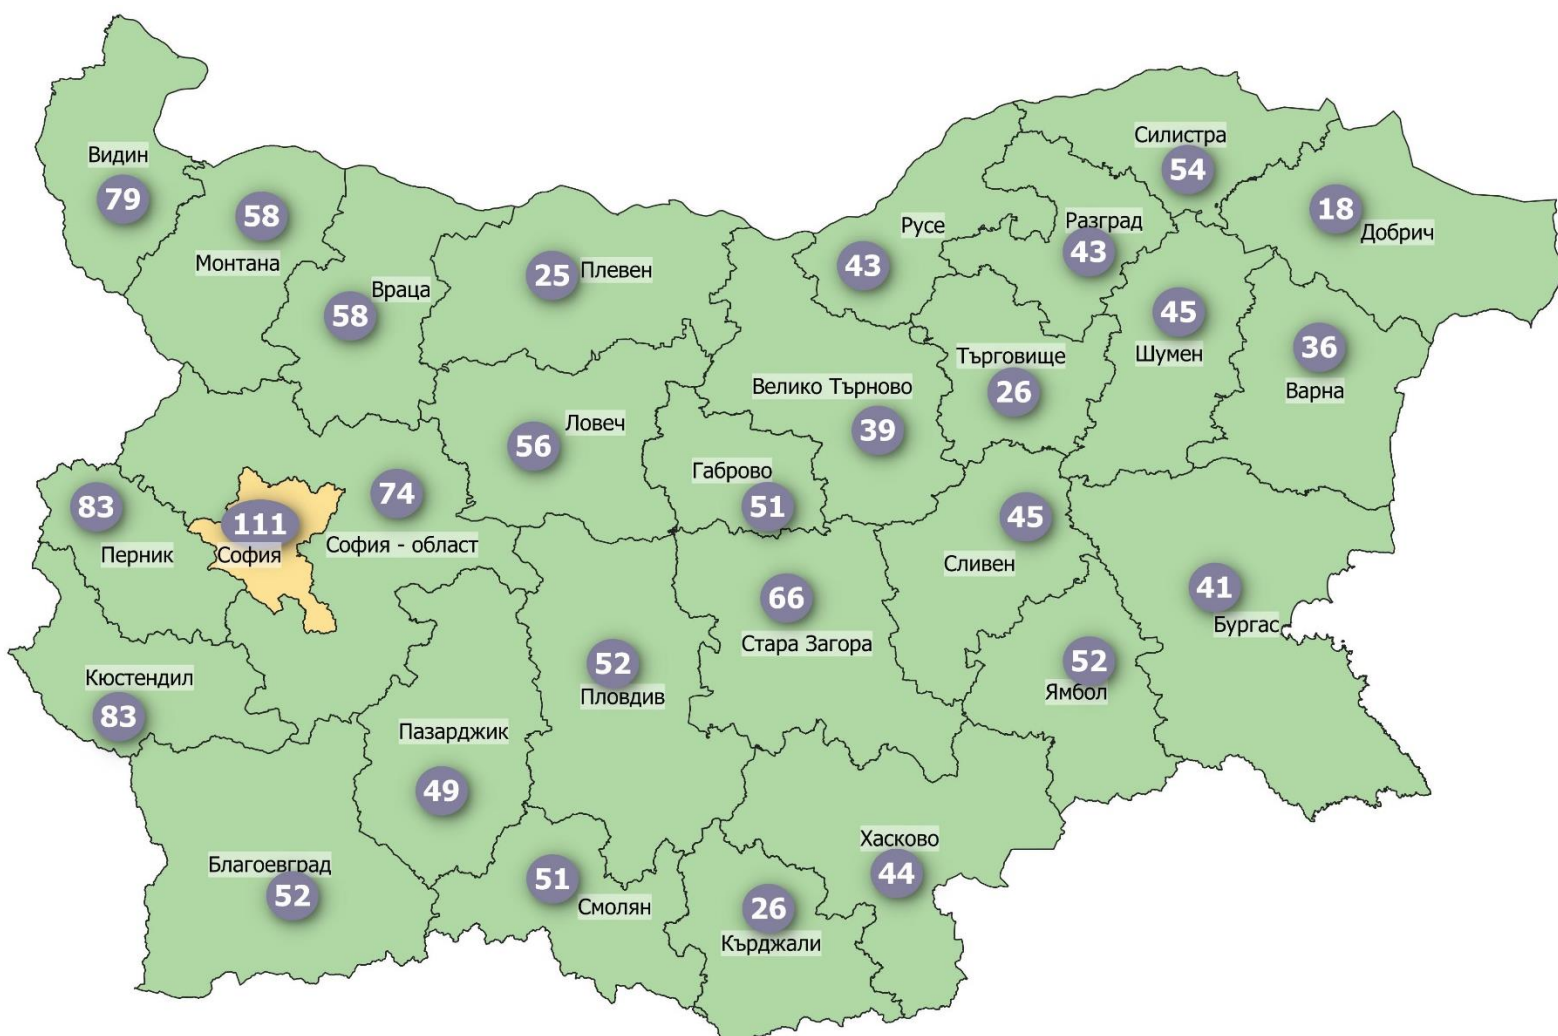 Видин
79
58
Монтана
Враца
58
25
Плевен
Русе
43
Силистра
54
Разград
43
18
Добрич
45
Шумен
36
Варна
Търговище
26
Велико Търново
39
Ловеч
56
Габрово
51
83
Перник
111
София
74
София - област
45
Сливен
66
Стара Загора
41
Бургас
52
Ямбол
52
Пловдив
Кюстендил
83
Пазарджик
49
Благоевград
52
51
Смолян
26
Кърджали
Хасково
44